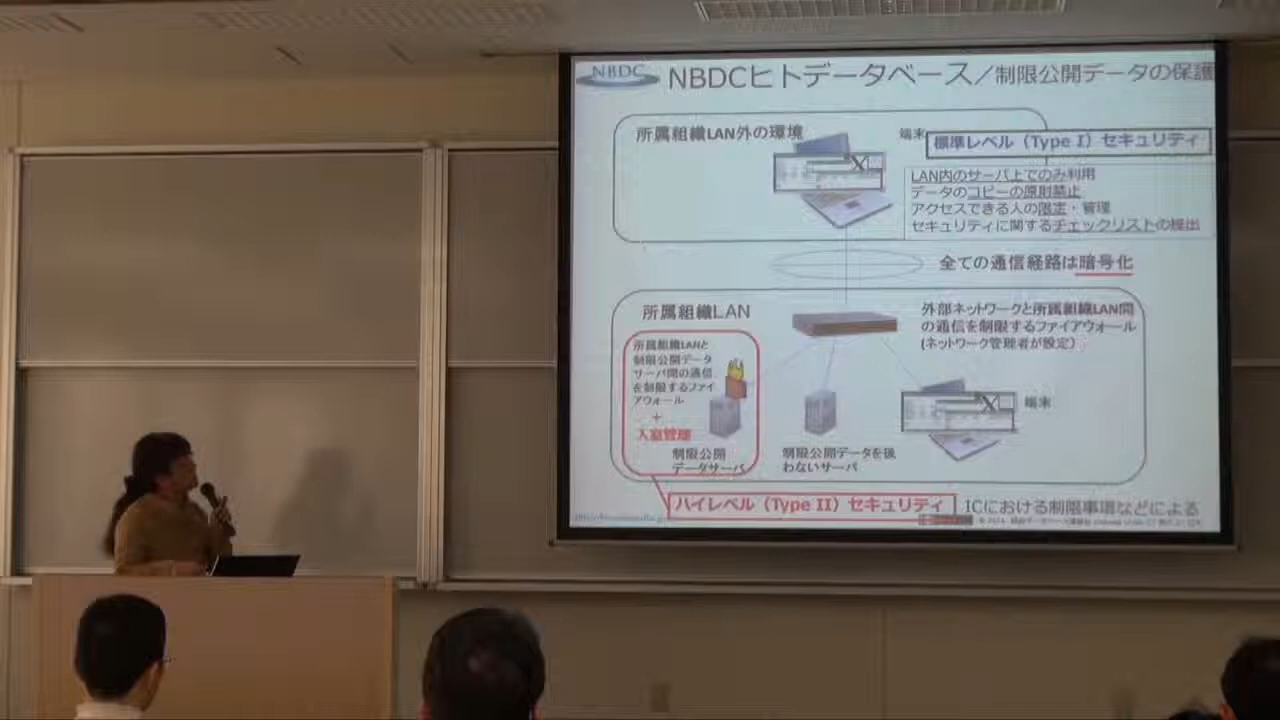 NBDC
NBDCヒトデータベース／制限公開データの保護
所属組織LAN外の環境
端末
標準レベル（Type I）セキュリティ
LAN内のサーバ上でのみ利用
データのコピーの原則禁止
アクセスできる人の限定・管理
セキュリティに関するチェックリストの提出
全ての通信経路は暗号化
所属組織LAN
外部ネットワークと所属組織LAN間
の通信を制限するファイアウォール
(ネットワーク管理者が設定)
所属組織LANと
制限公開データ
サーバ間の通信
を制限するファイ
アウォール
+
入室管理
制限公開
データサーバ
制限公開データを扱
わないサーバ
端末
ハイレベル（Type II）セキュリティ
ICにおける制限事項などによる